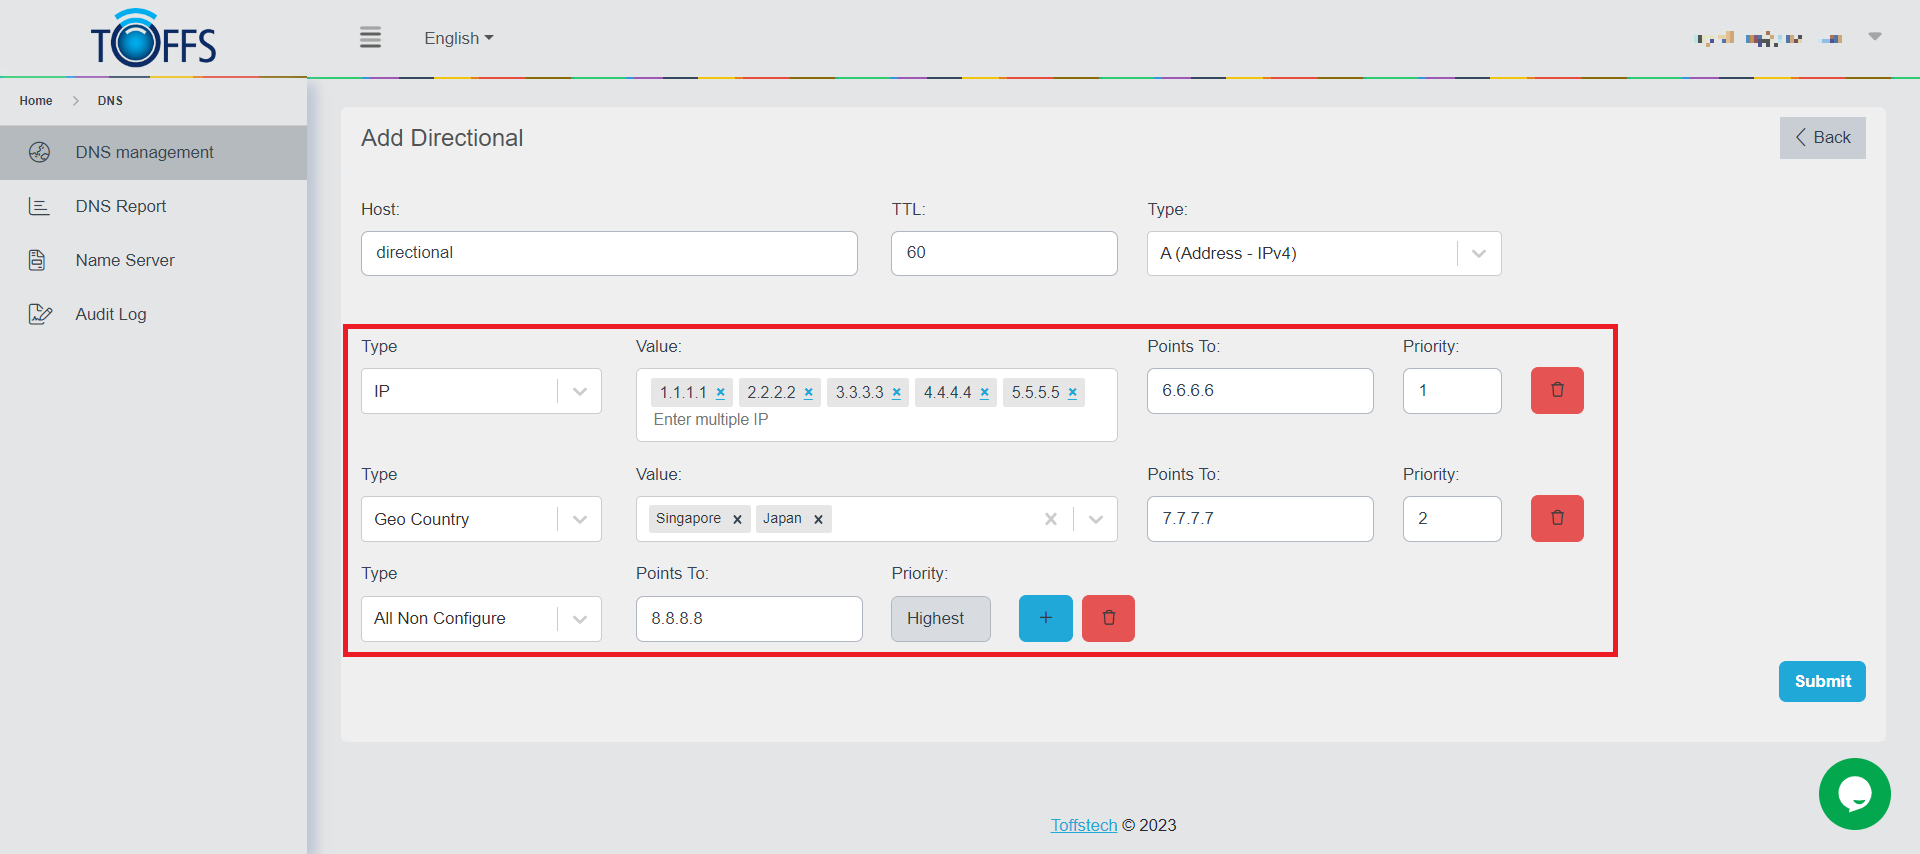 TOFFS
English
Home > DNS
DNS management
DNS Report
Name Server
Audit Log
Add Directional
Back
Host: TTL: Type:
directional 60 A (Address - IPv4)
Type Value: Points To: Priority:
IP 1.1.1.1 × 2.2.2.2 × 3.3.3.3 × 4.4.4.4 × 5.5.5.5 × 6.6.6.6 1
Enter multiple IP
Type Value: Points To: Priority:
Geo Country Singapore × Japan × 7.7.7.7 2
Type Points To: Priority:
All Non Configure 8.8.8.8 Highest +
Submit
Toffstech © 2023